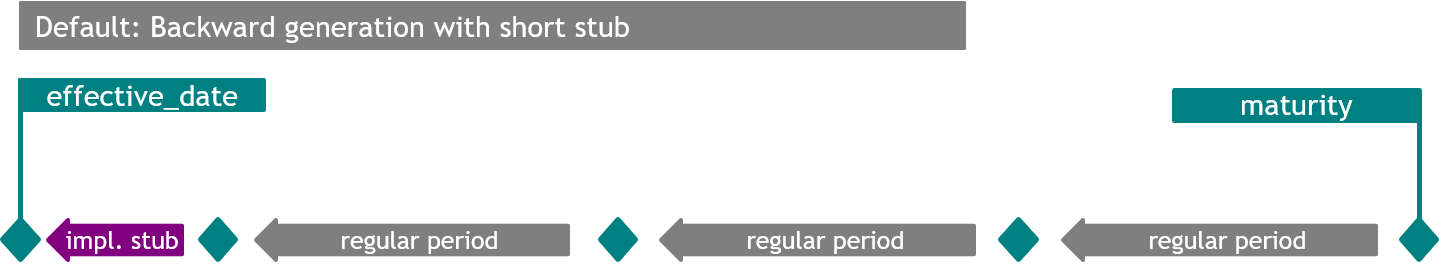 Default: Backward generation with short stub
effective_date
maturity
impl. stub
regular period
regular period
regular period